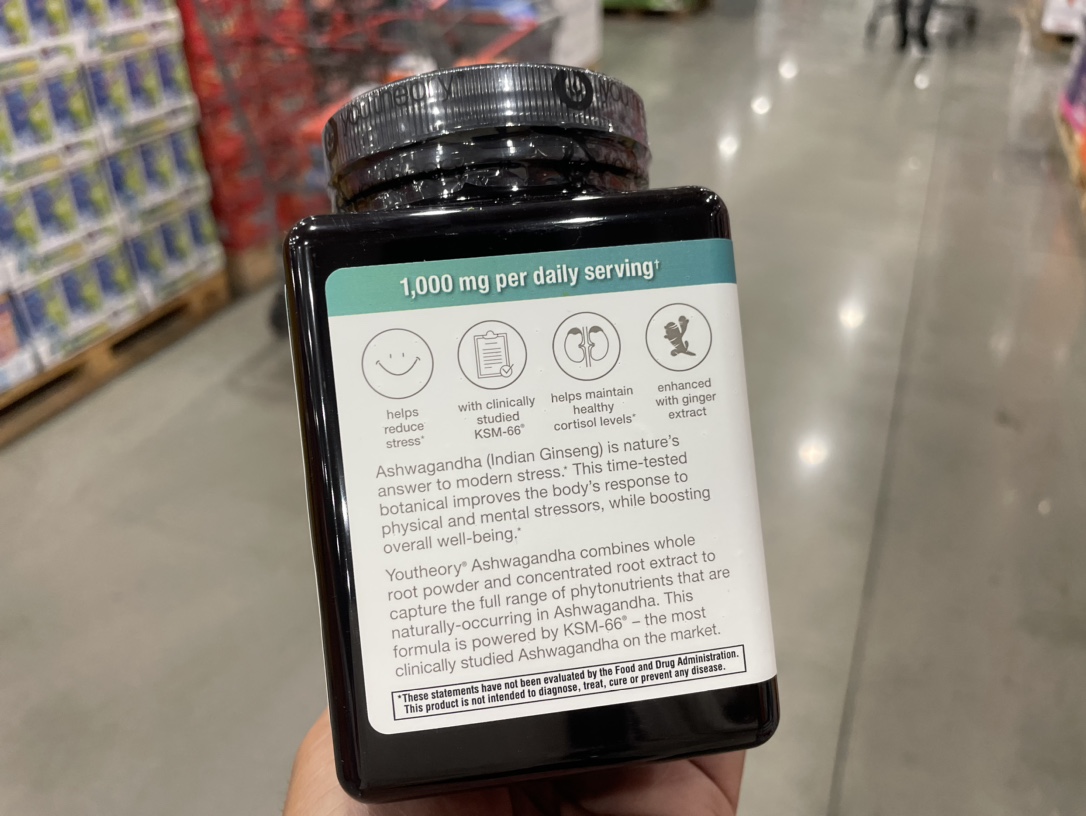 youtheory
you
1,000 mg per daily serving†
helps
reduce
stress*
with clinically
studied
KSM-66®
helps maintain
healthy
cortisol levels*
enhanced
with ginger
extract
Ashwagandha (Indian Ginseng) is nature's
answer to modern stress.* This time-tested
botanical improves the body's response to
physical and mental stressors, while boosting
overall well-being.*
Youtheory® Ashwagandha combines whole
root powder and concentrated root extract to
capture the full range of phytonutrients that are
naturally-occurring in Ashwagandha. This
formula is powered by KSM-66® – the most
clinically studied Ashwagandha on the market.
*These statements have not been evaluated by the Food and Drug Administration.
This product is not intended to diagnose, treat, cure or prevent any disease.